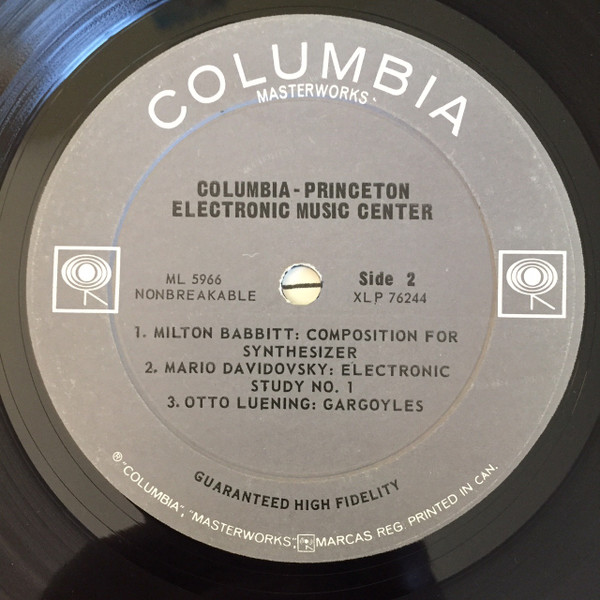 COLUMBIA
MASTERWORKS
COLUMBIA - PRINCETON
ELECTRONIC MUSIC CENTER
ML 5966
NONBREAKABLE
Side 2
XLP 76244
1. MILTON BABBITT: COMPOSITION FOR
SYNTHESIZER
2. MARIO DAVIDOVSKY: ELECTRONIC
STUDY NO. 1
3. OTTO LUENING: GARGOYLES
GUARANTEED HIGH FIDELITY
® "COLUMBIA", "MASTERWORKS", MARCAS REG. PRINTED IN CAN.